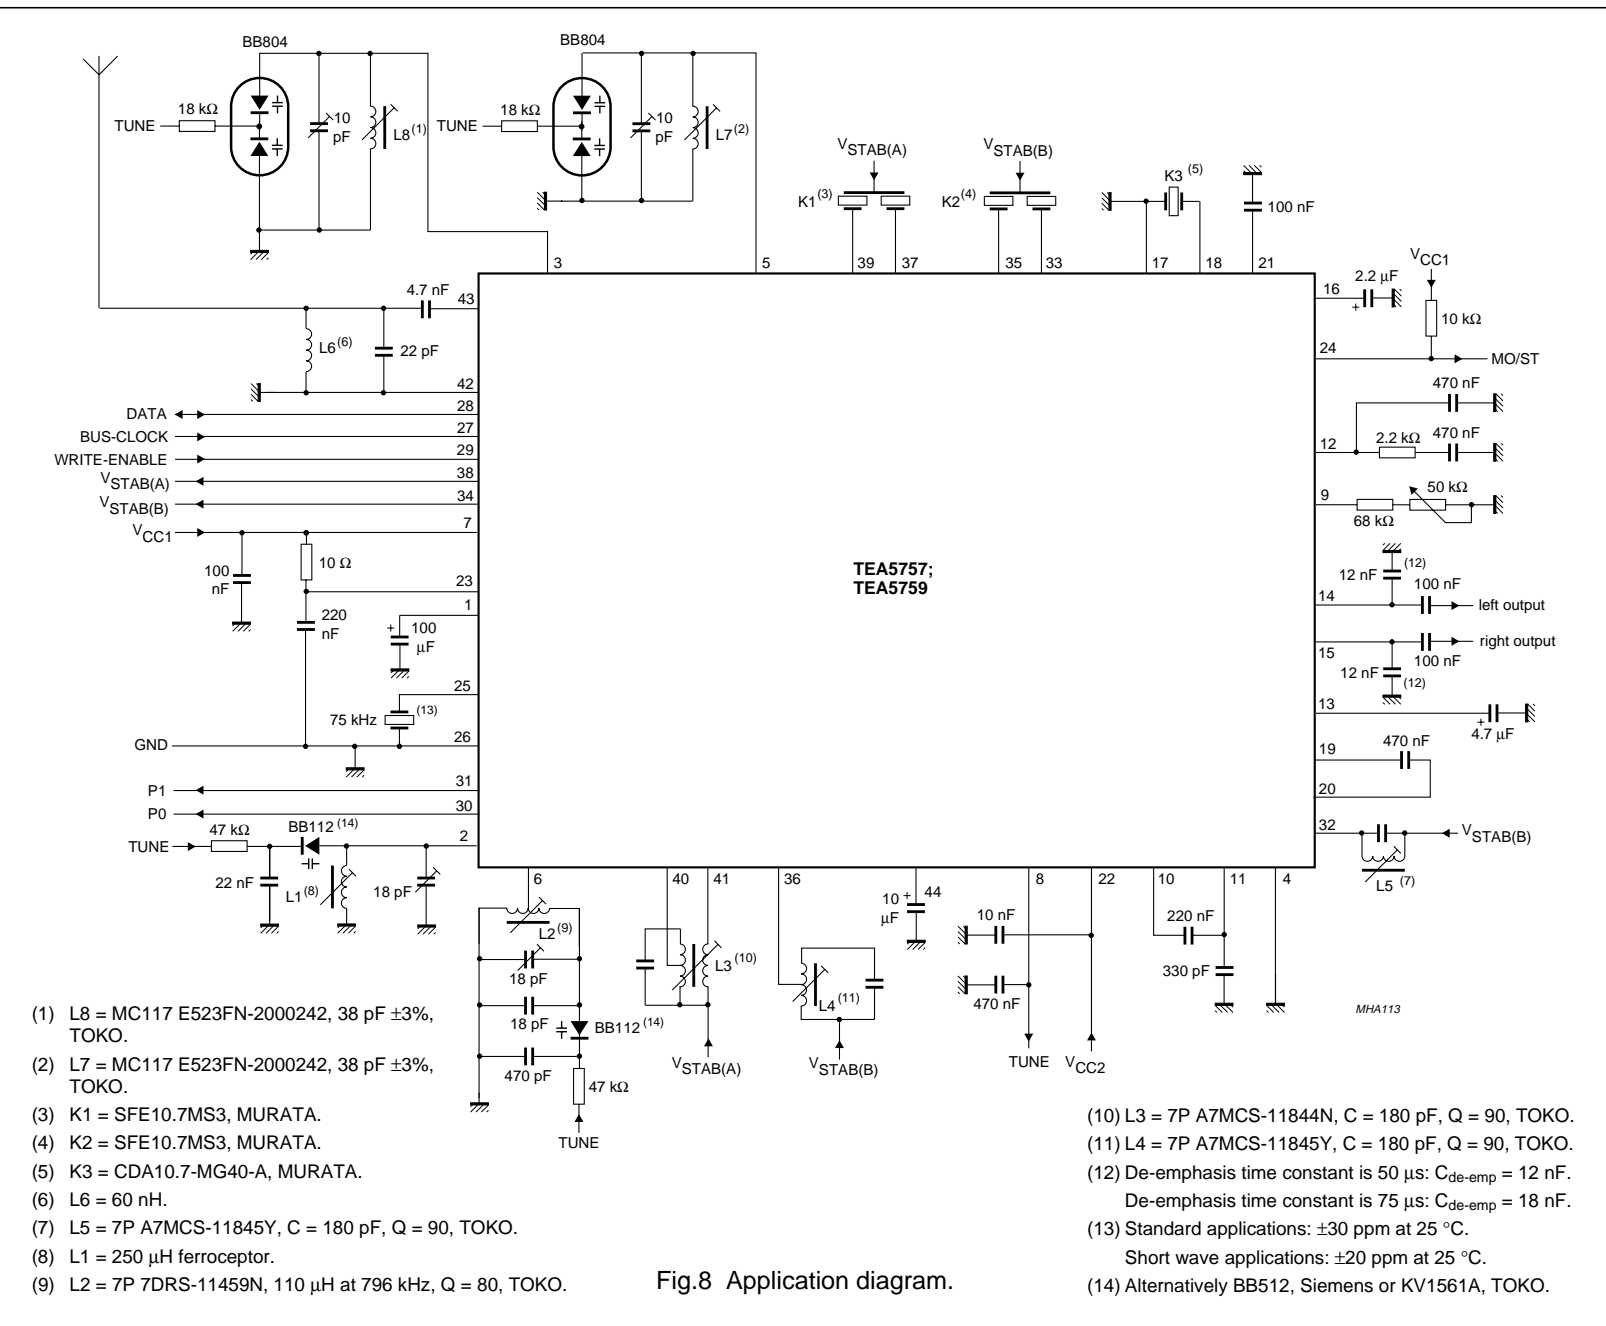 BB804
BB804
18 kΩ
TUNE
10
pF
L8(1)
18 kΩ
TUNE
10
pF
L7(2)
VSTAB(A)
VSTAB(B)
K1(3)
K2(4)
K3 (5)
100 nF
3
5
39
37
35
33
17
18
21
4.7 nF
43
L6(6)
22 pF
42
DATA
28
BUS-CLOCK
27
WRITE-ENABLE
29
VSTAB(A)
38
VSTAB(B)
34
VCC1
7
100
nF
10 Ω
23
220
nF
1
+
100
μF
25
75 kHz
(13)
GND
26
P1
31
P0
30
TUNE
47 kΩ
BB112 (14)
2
22 nF
L1(8)
18 pF
TEA5757;
TEA5759
16
2.2 μF
+
VCC1
10 kΩ
24
MO/ST
470 nF
12
2.2 kΩ
470 nF
9
50 kΩ
68 kΩ
12 nF
(12)
100 nF
14
left output
15
right output
100 nF
12 nF
(12)
13
+
4.7 μF
19
470 nF
20
32
VSTAB(B)
L5 (7)
6
40
41
36
44
8
22
10
11
4
L2(9)
18 pF
18 pF
BB112 (14)
470 pF
47 kΩ
TUNE
L3 (10)
VSTAB(A)
L4(11)
VSTAB(B)
10
μF
+
10 nF
470 nF
TUNE
VCC2
220 nF
330 pF
MHA113
(1) L8 = MC117 E523FN-2000242, 38 pF ±3%,
TOKO.
(2) L7 = MC117 E523FN-2000242, 38 pF ±3%,
TOKO.
(3) K1 = SFE10.7MS3, MURATA.
(4) K2 = SFE10.7MS3, MURATA.
(5) K3 = CDA10.7-MG40-A, MURATA.
(6) L6 = 60 nH.
(7) L5 = 7P A7MCS-11845Y, C = 180 pF, Q = 90, TOKO.
(8) L1 = 250 μH ferroceptor.
(9) L2 = 7P 7DRS-11459N, 110 μH at 796 kHz, Q = 80, TOKO.
(10) L3 = 7P A7MCS-11844N, C = 180 pF, Q = 90, TOKO.
(11) L4 = 7P A7MCS-11845Y, C = 180 pF, Q = 90, TOKO.
(12) De-emphasis time constant is 50 μs: Cde-emp = 12 nF.
De-emphasis time constant is 75 μs: Cde-emp = 18 nF.
(13) Standard applications: ±30 ppm at 25 °C.
Short wave applications: ±20 ppm at 25 °C.
(14) Alternatively BB512, Siemens or KV1561A, TOKO.
Fig.8 Application diagram.